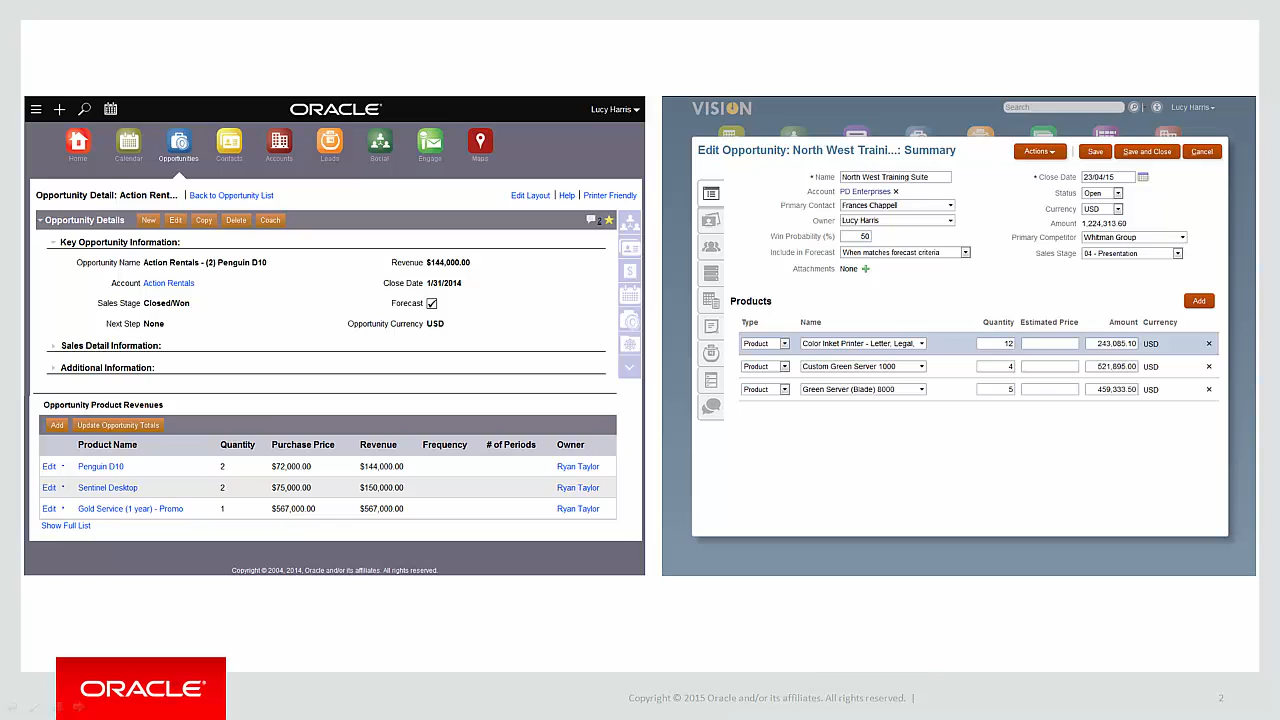 ORACLE
Lucy Harris
Home Calendar Opportunities Contacts Accounts Leads Social Engage Maps
Opportunity Detail: Action Rent... Back to Opportunity List Edit Layout Help Printer Friendly
Opportunity Details New Edit Copy Delete Coach 2
Key Opportunity Information:
Opportunity Name Action Rentals - (2) Penguin D10 Revenue $144,000.00
Account Action Rentals Close Date 1/31/2014
Sales Stage Closed/Won Forecast
Next Step None Opportunity Currency USD
Sales Detail Information:
Additional Information:
Opportunity Product Revenues
Add Update Opportunity Totals
Product Name Quantity Purchase Price Revenue Frequency # of Periods Owner
Edit Penguin D10 2 $72,000.00 $144,000.00 Ryan Taylor
Edit Sentinel Desktop 2 $75,000.00 $150,000.00 Ryan Taylor
Edit Gold Service (1 year) - Promo 1 $567,000.00 $567,000.00 Ryan Taylor
Show Full List
Copyright © 2004, 2014, Oracle and/or its affiliates. All rights reserved.
VISION Search Lucy Harris
Edit Opportunity: North West Traini...: Summary Actions Save Save and Close Cancel
* Name North West Training Suite * Close Date 23/04/15
Account PD Enterprises Status Open
Primary Contact Frances Chappel Currency USD
Owner Lucy Harris Amount 1,224,313.60
Win Probability (%) 50 Primary Competitor Whitman Group
Include in Forecast When matches forecast criteria Sales Stage 04 - Presentation
Attachments None
Products Add
Type Name Quantity Estimated Price Amount Currency
Product Color Inket Printer - Letter, Legal, 12 243,085.10 USD
Product Custom Green Server 1000 4 521,895.00 USD
Product Green Server (Blade) 8000 5 459,333.50 USD
ORACLE
Copyright © 2015 Oracle and/or its affiliates. All rights reserved. | 2